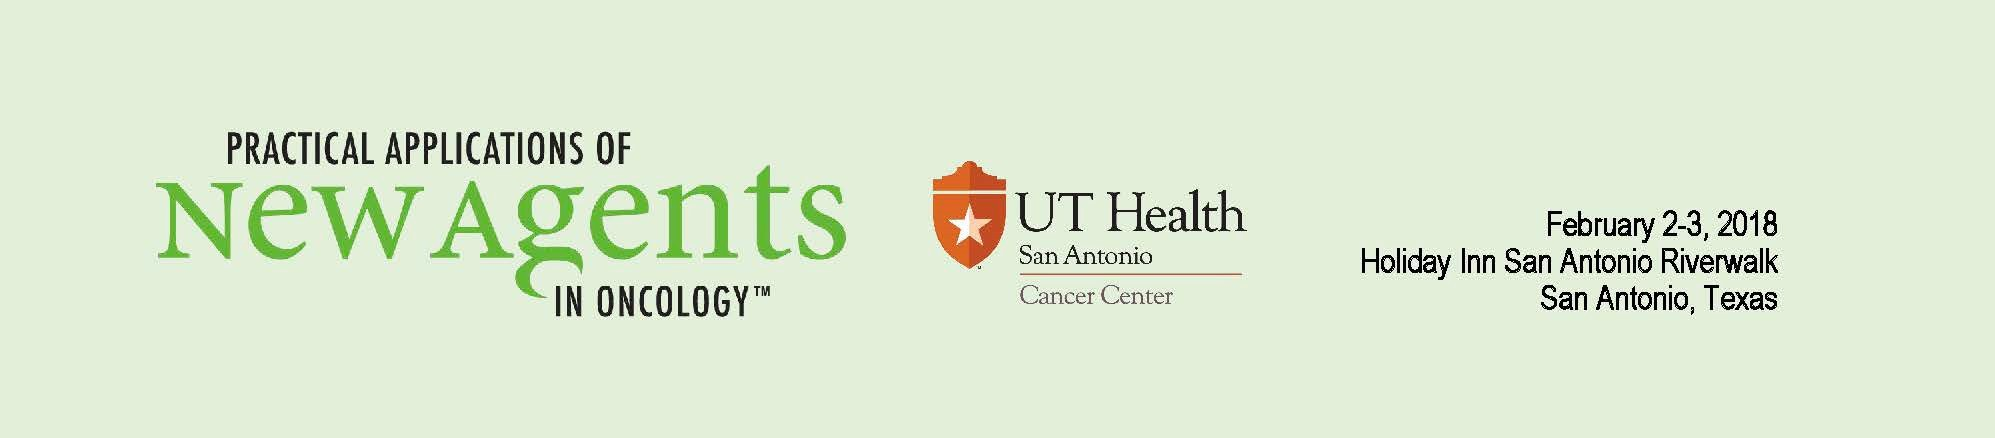 PRACTICAL APPLICATIONS OF
New Agents
IN ONCOLOGY™
UT Health
San Antonio
Cancer Center
February 2-3, 2018
Holiday Inn San Antonio Riverwalk
San Antonio, Texas